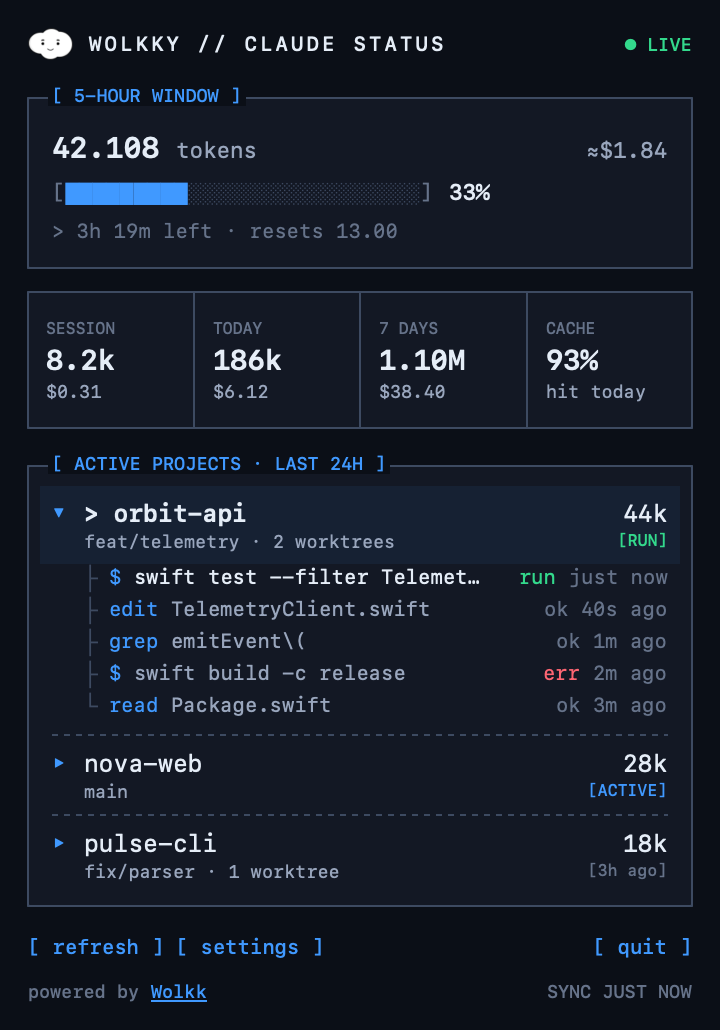 WOLKKY // CLAUDE STATUS ● LIVE
[ 5-HOUR WINDOW ]
42.108 tokens ≈$1.84
[ ] 33%
> 3h 19m left · resets 13.00
SESSION TODAY 7 DAYS CACHE
8.2k 186k 1.10M 93%
$0.31 $6.12 $38.40 hit today
[ ACTIVE PROJECTS · LAST 24H ]
▼ > orbit-api 44k
feat/telemetry · 2 worktrees [RUN]
├ $ swift test --filter Telemet… run just now
├ edit TelemetryClient.swift ok 40s ago
├ grep emitEvent\( ok 1m ago
├ $ swift build -c release err 2m ago
└ read Package.swift ok 3m ago
▶ nova-web 28k
main [ACTIVE]
▶ pulse-cli 18k
fix/parser · 1 worktree [3h ago]
[ refresh ] [ settings ] [ quit ]
powered by Wolkk SYNC JUST NOW